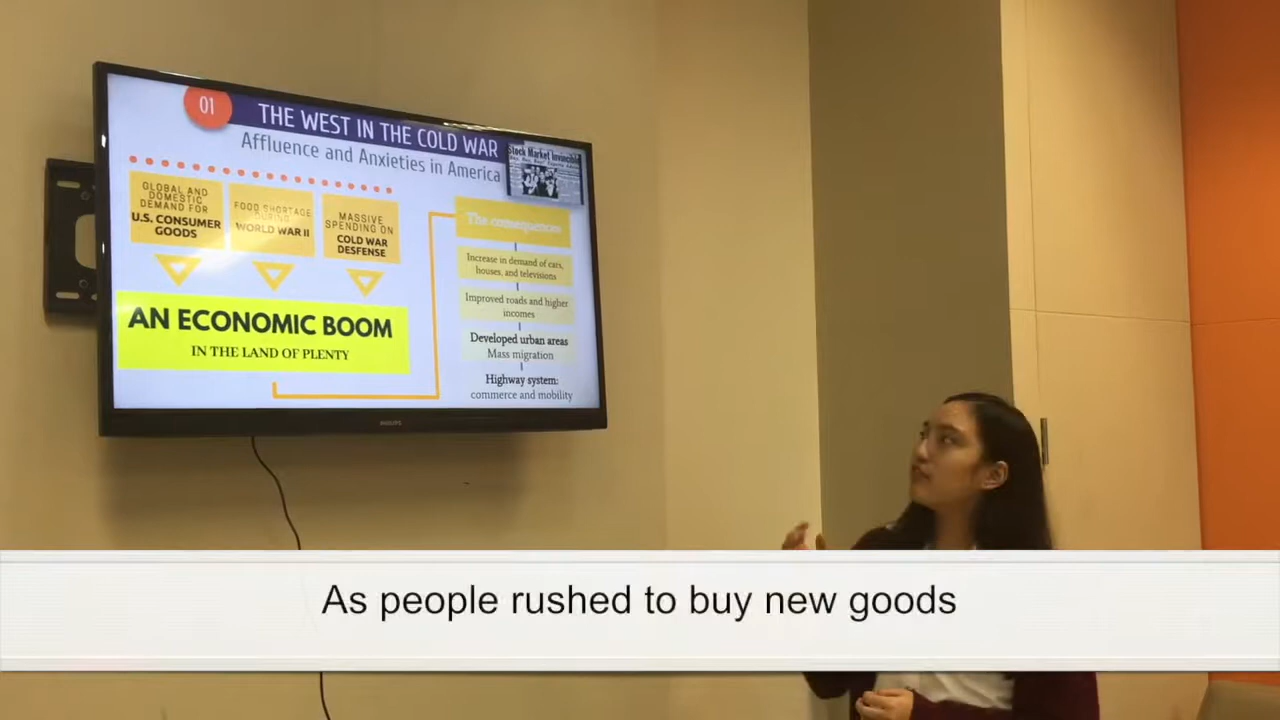 01
THE WEST IN THE COLD WAR
Affluence and Anxieties in America
Stock Market Invincible
GLOBAL AND
DOMESTIC
DEMAND FOR
U.S. CONSUMER
GOODS
FOOD SHORTAGE
DURING
WORLD WAR II
MASSIVE
SPENDING ON
COLD WAR
DESFENSE
AN ECONOMIC BOOM
IN THE LAND OF PLENTY
The consequences
Increase in demand of cars,
houses, and televisions
Improved roads and higher
incomes
Developed urban areas
Mass migration
Highway system:
commerce and mobility
PHILIPS
As people rushed to buy new goods